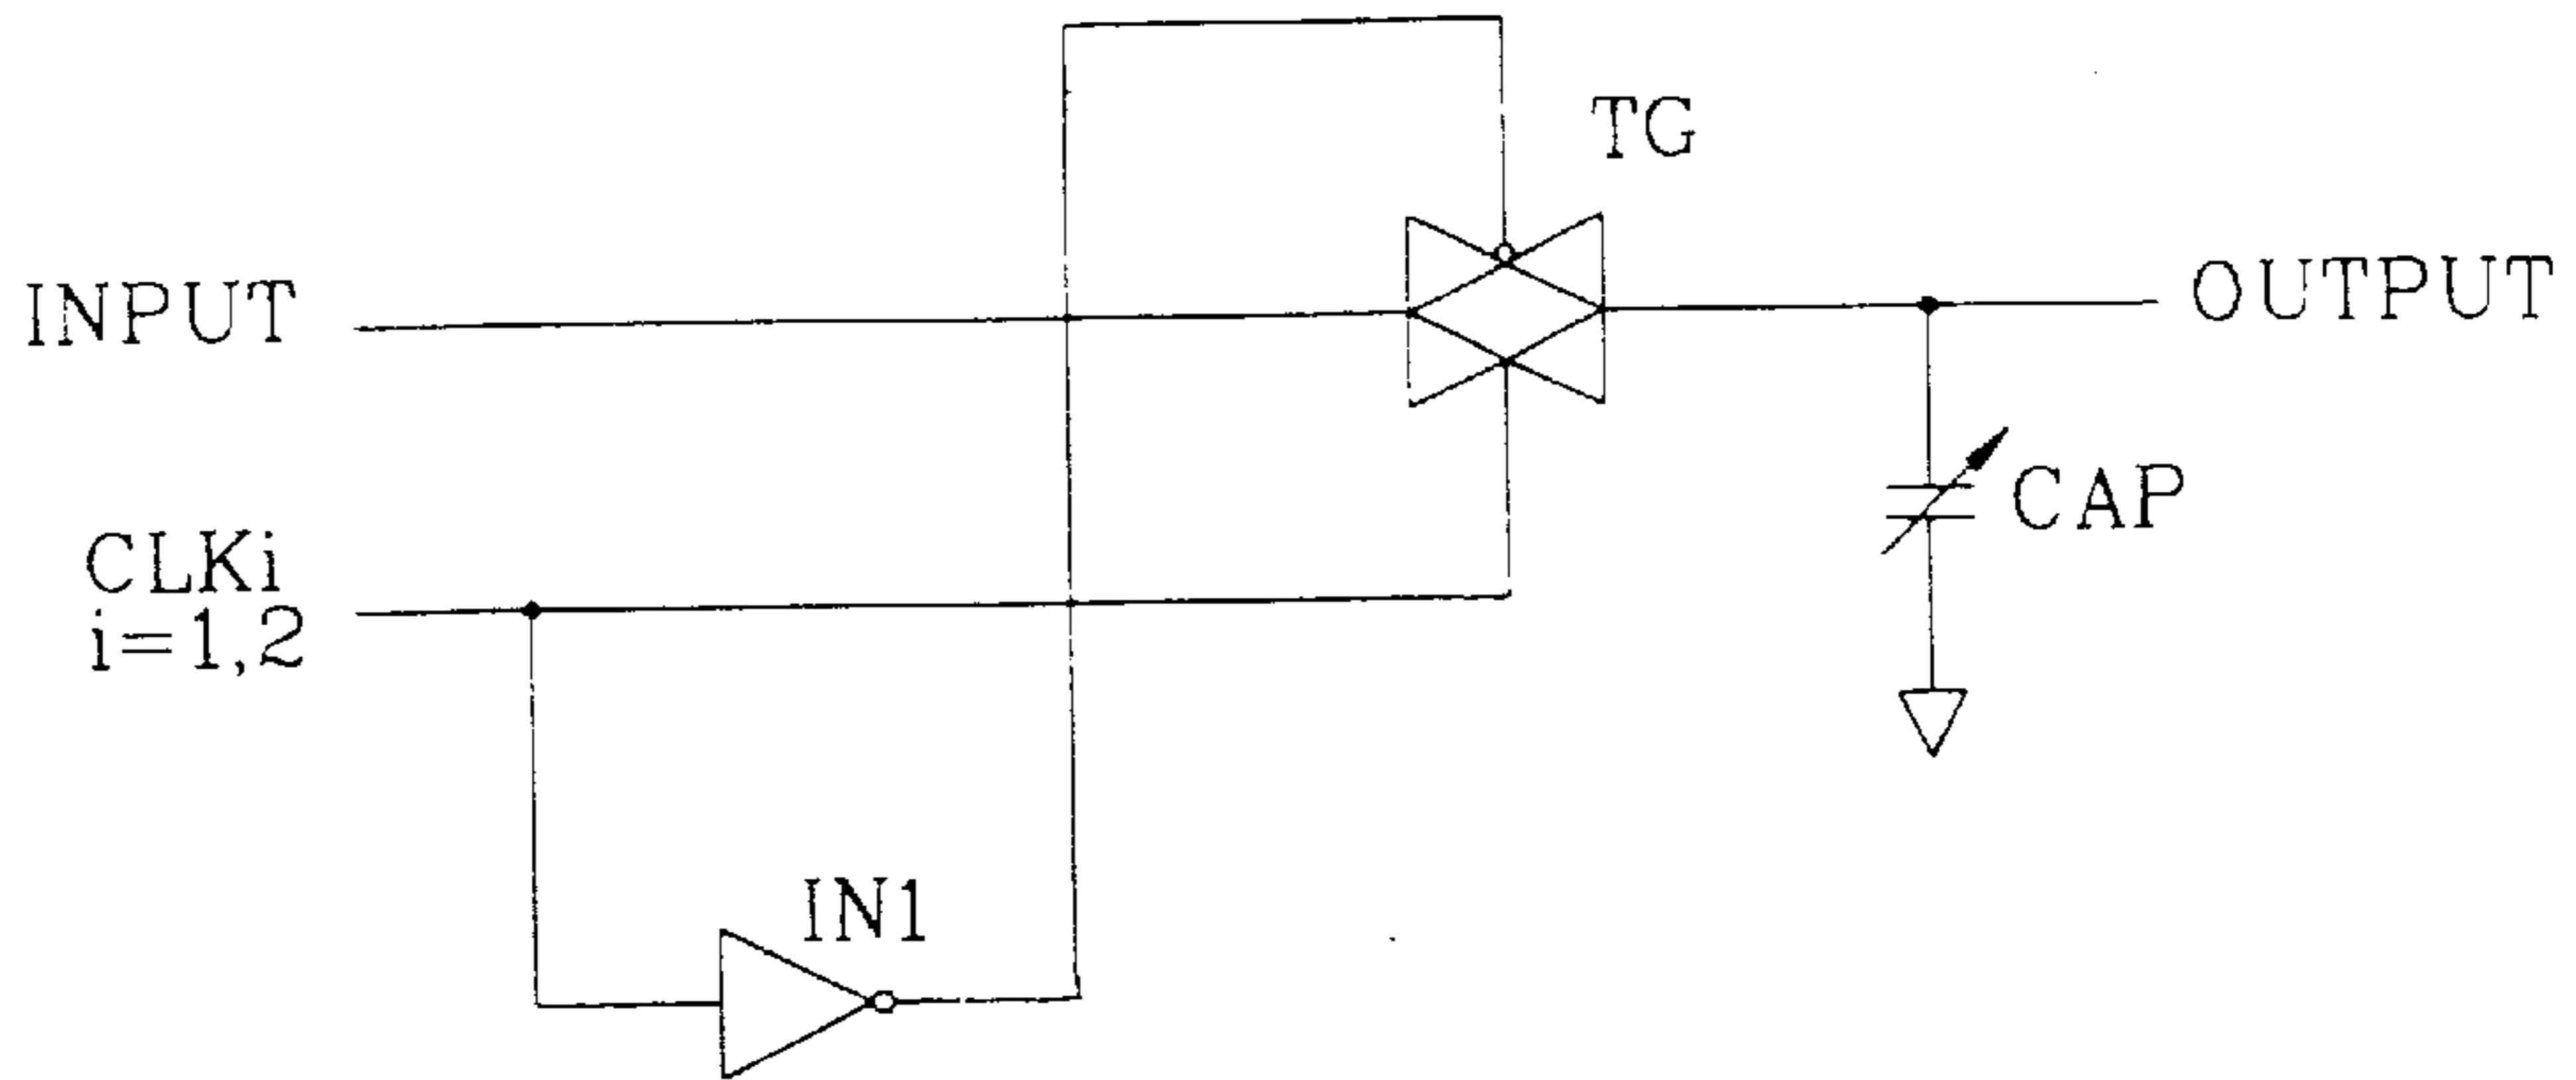 TG
INPUT
OUTPUT
CAP
CLKi
i=1,2
IN1